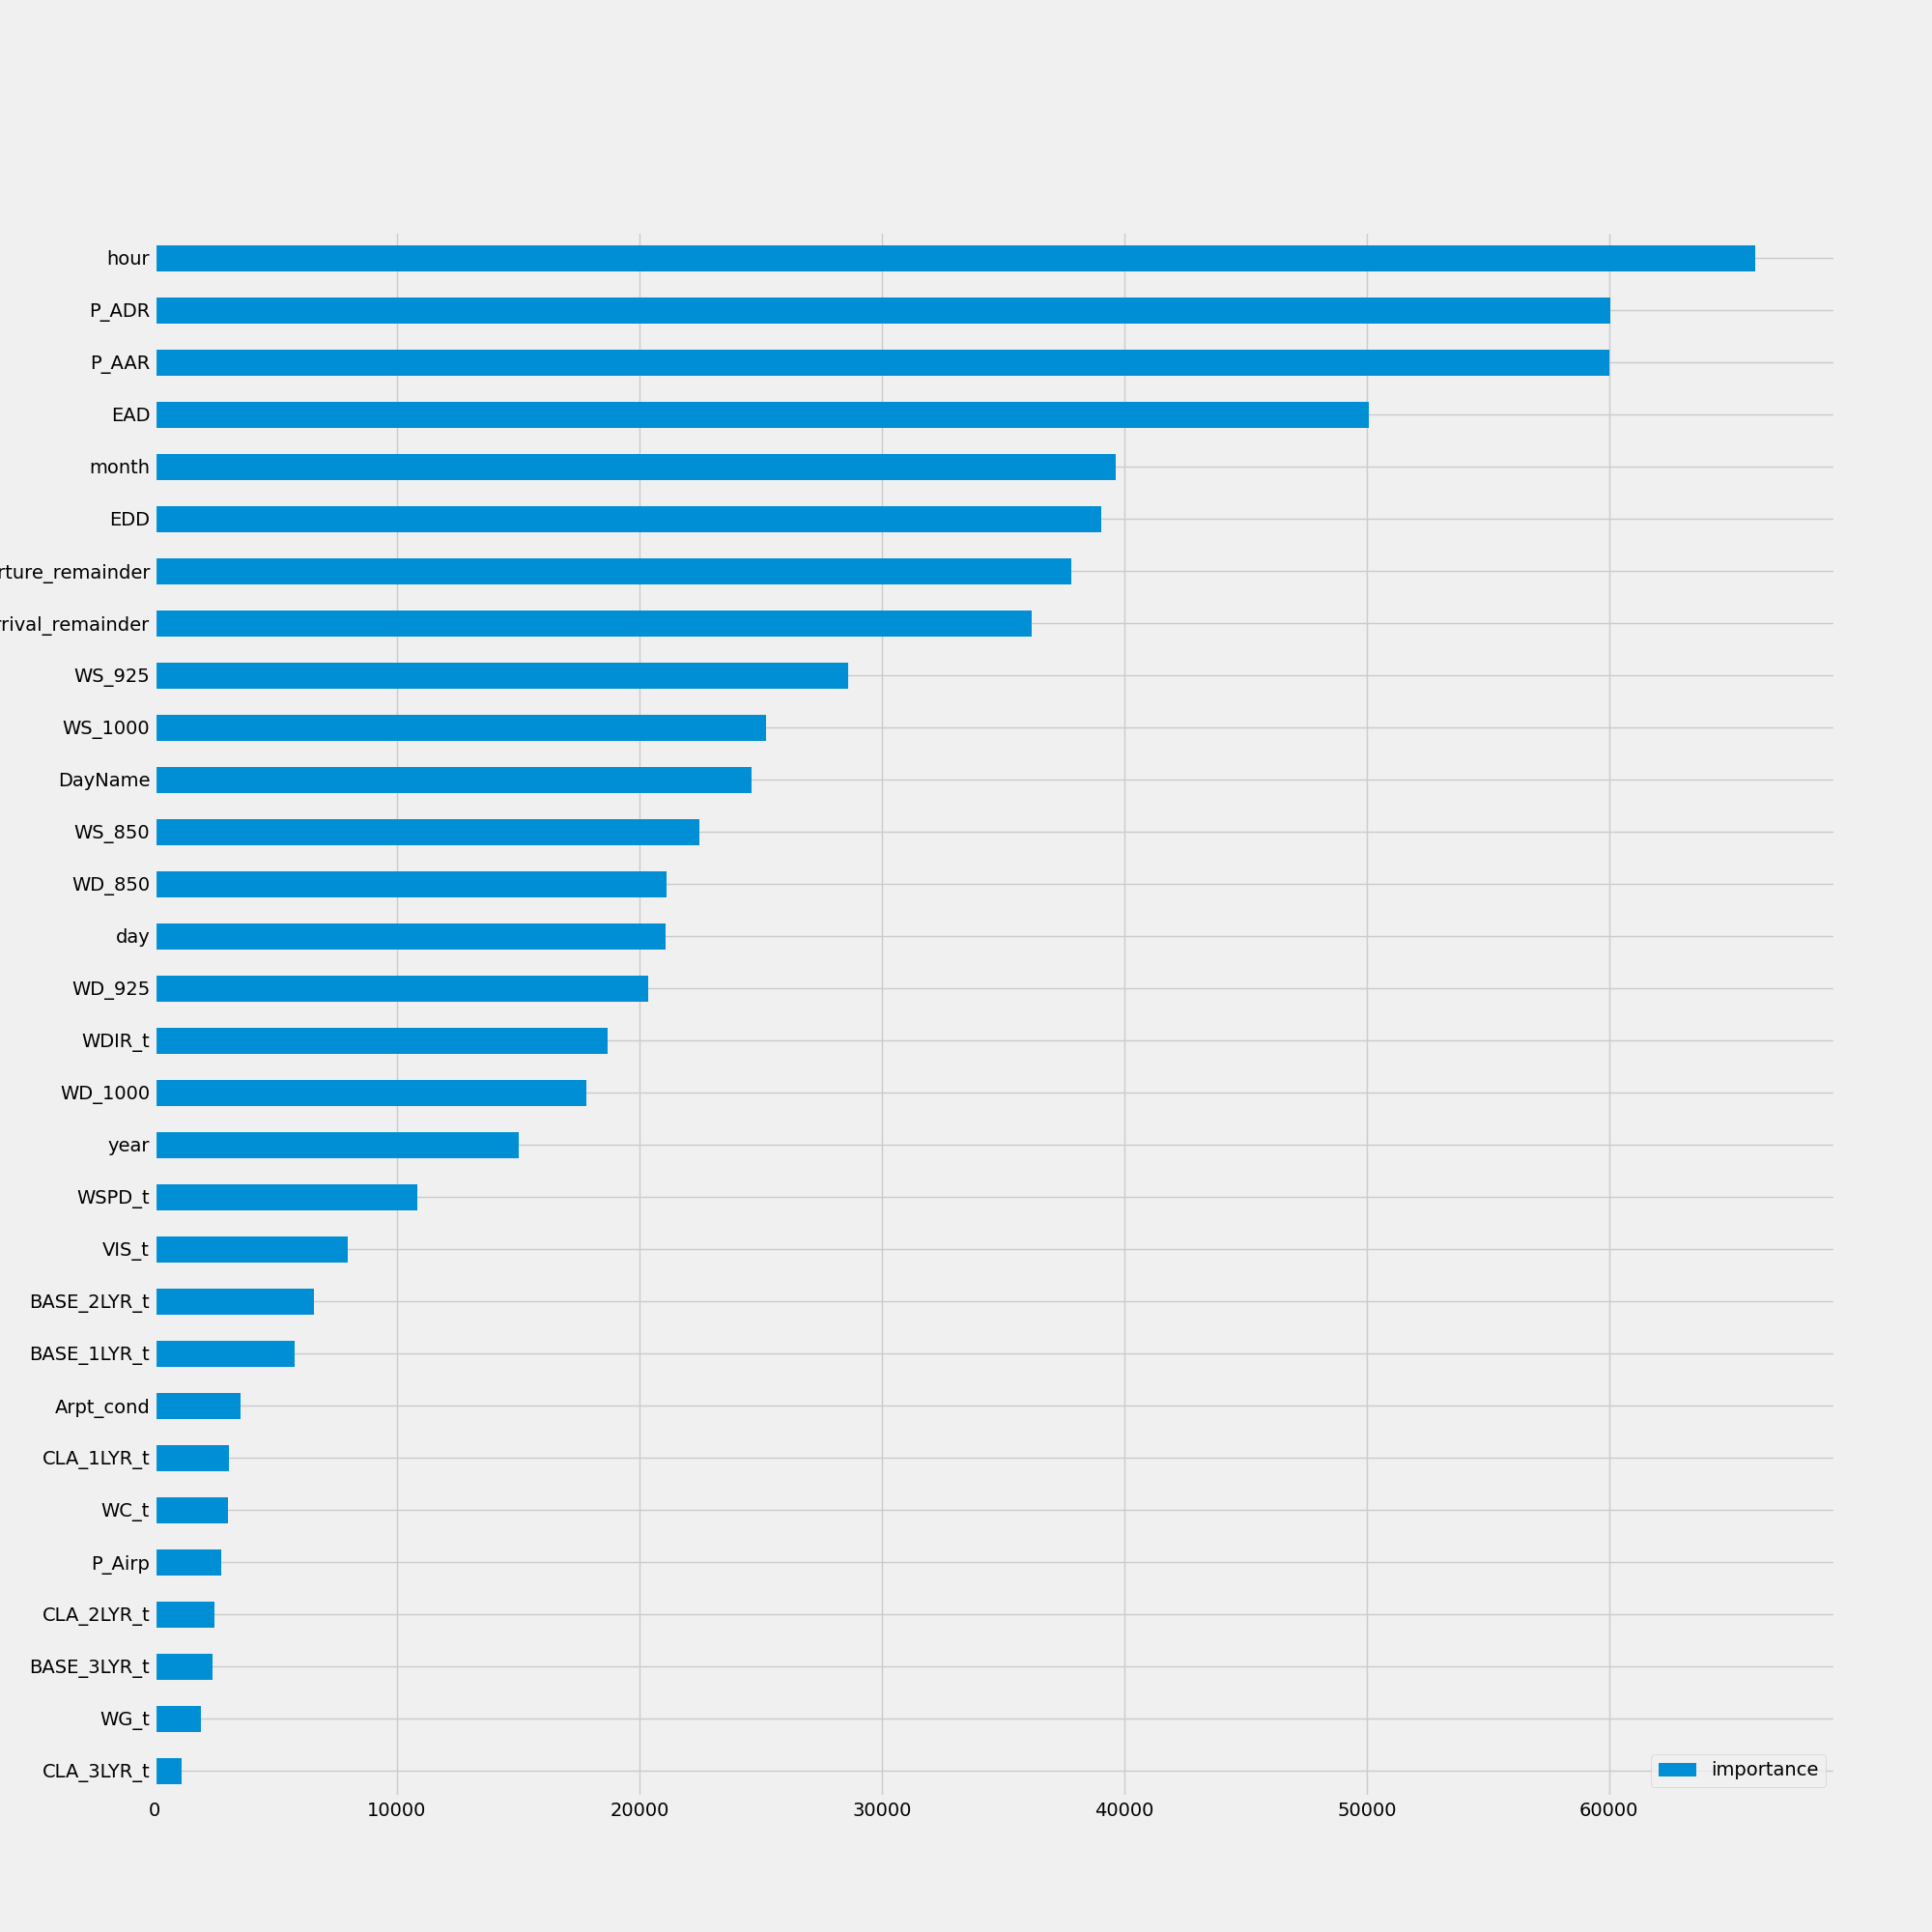 hour
P_ADR
P_AAR
EAD
month
EDD
rture_remainder
rival_remainder
WS_925
WS_1000
DayName
WS_850
WD_850
day
WD_925
WDIR_t
WD_1000
year
WSPD_t
VIS_t
BASE_2LYR_t
BASE_1LYR_t
Arpt_cond
CLA_1LYR_t
WC_t
P_Airp
CLA_2LYR_t
BASE_3LYR_t
WG_t
CLA_3LYR_t
importance
0 10000 20000 30000 40000 50000 60000